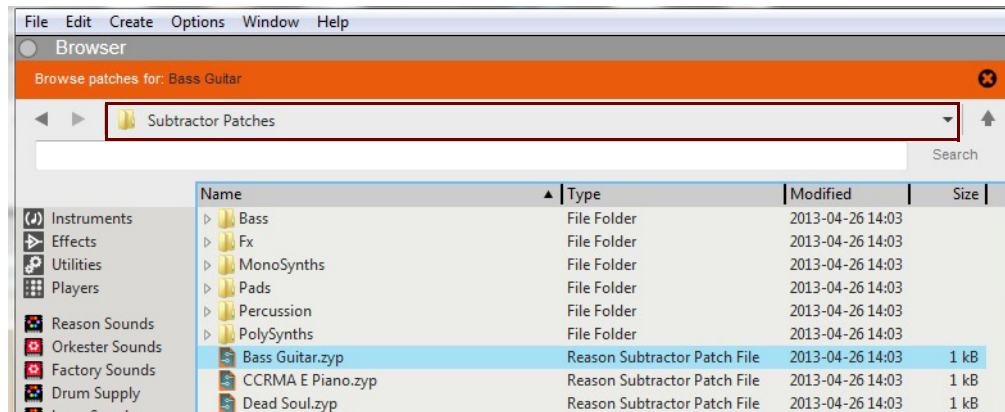 File Edit Create Options Window Help
Browser
Browse patches for: Bass Guitar
Subtractor Patches
Search
Name Type Modified Size
Instruments
Effects
Utilities
Players
Reason Sounds
Orkester Sounds
Factory Sounds
Drum Supply
Bass File Folder 2013-04-26 14:03
Fx File Folder 2013-04-26 14:03
MonoSynths File Folder 2013-04-26 14:03
Pads File Folder 2013-04-26 14:03
Percussion File Folder 2013-04-26 14:03
PolySynths File Folder 2013-04-26 14:03
Bass Guitar.zyp Reason Subtractor Patch File 2013-04-26 14:03 1 kB
CCRMA E Piano.zyp Reason Subtractor Patch File 2013-04-26 14:03 1 kB
Dead Soul.zyp Reason Subtractor Patch File 2013-04-26 14:03 1 kB